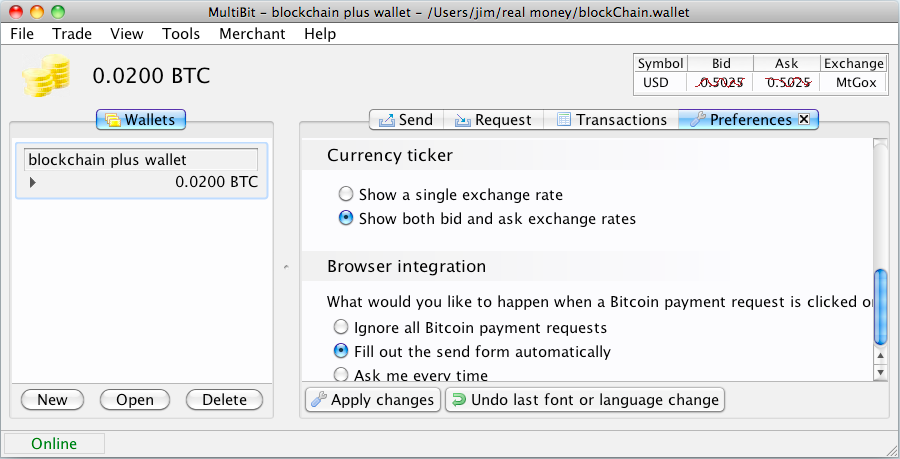 MultiBit – blockchain plus wallet – /Users/jim/real money/blockChain.wallet
File Trade View Tools Merchant Help
0.0200 BTC
Symbol Bid Ask Exchange
USD 0.5025 0.5025 MtGox
Wallets
Send Request Transactions Preferences
blockchain plus wallet
0.0200 BTC
Currency ticker
Show a single exchange rate
Show both bid and ask exchange rates
Browser integration
What would you like to happen when a Bitcoin payment request is clicked o
Ignore all Bitcoin payment requests
Fill out the send form automatically
Ask me every time
New Open Delete
Apply changes Undo last font or language change
Online